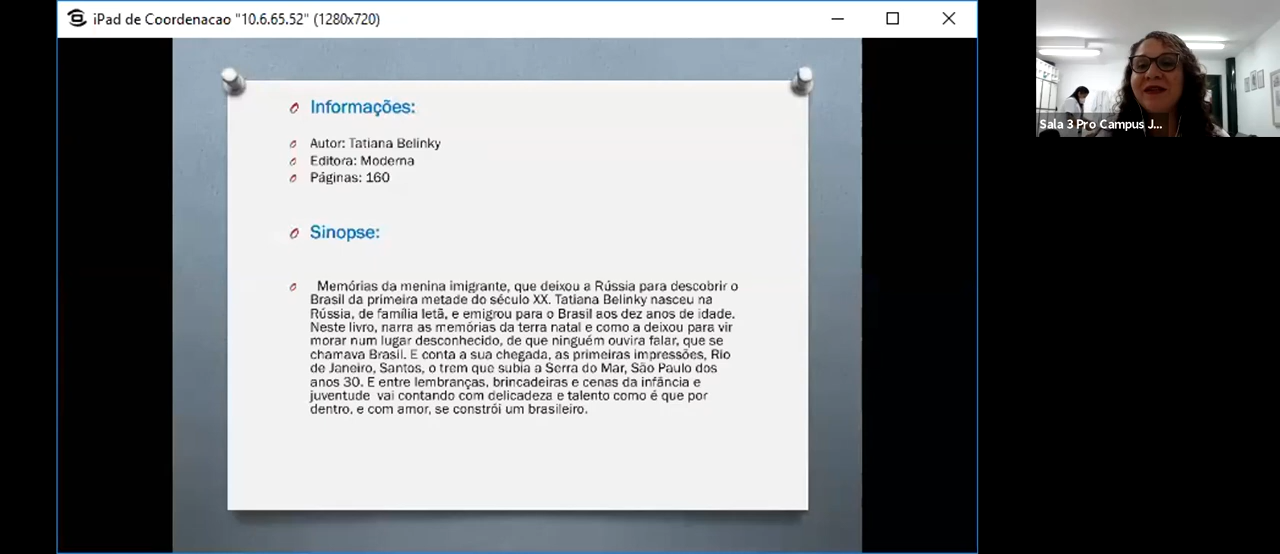 iPad de Coordenacao "10.6.65.52" (1280x720)
Informações:
Autor: Tatiana Belinky
Editora: Moderna
Páginas: 160
Sinopse:
Memórias da menina imigrante, que deixou a Rússia para descobrir o
Brasil da primeira metade do século XX. Tatiana Belinky nasceu na
Rússia, de família letã, e emigrou para o Brasil aos dez anos de idade.
Neste livro, narra as memórias da terra natal e como a deixou para vir
morar num lugar desconhecido, de que ninguém ouvira falar, que se
chamava Brasil. E conta a sua chegada, as primeiras impressões, Rio
de Janeiro, Santos, o trem que subia a Serra do Mar, São Paulo dos
anos 30. E entre lembranças, brincadeiras e cenas da infância e
juventude vai contando com delicadeza e talento como é que por
dentro, e com amor, se constrói um brasileiro.
Sala 3 Pro Campus J...